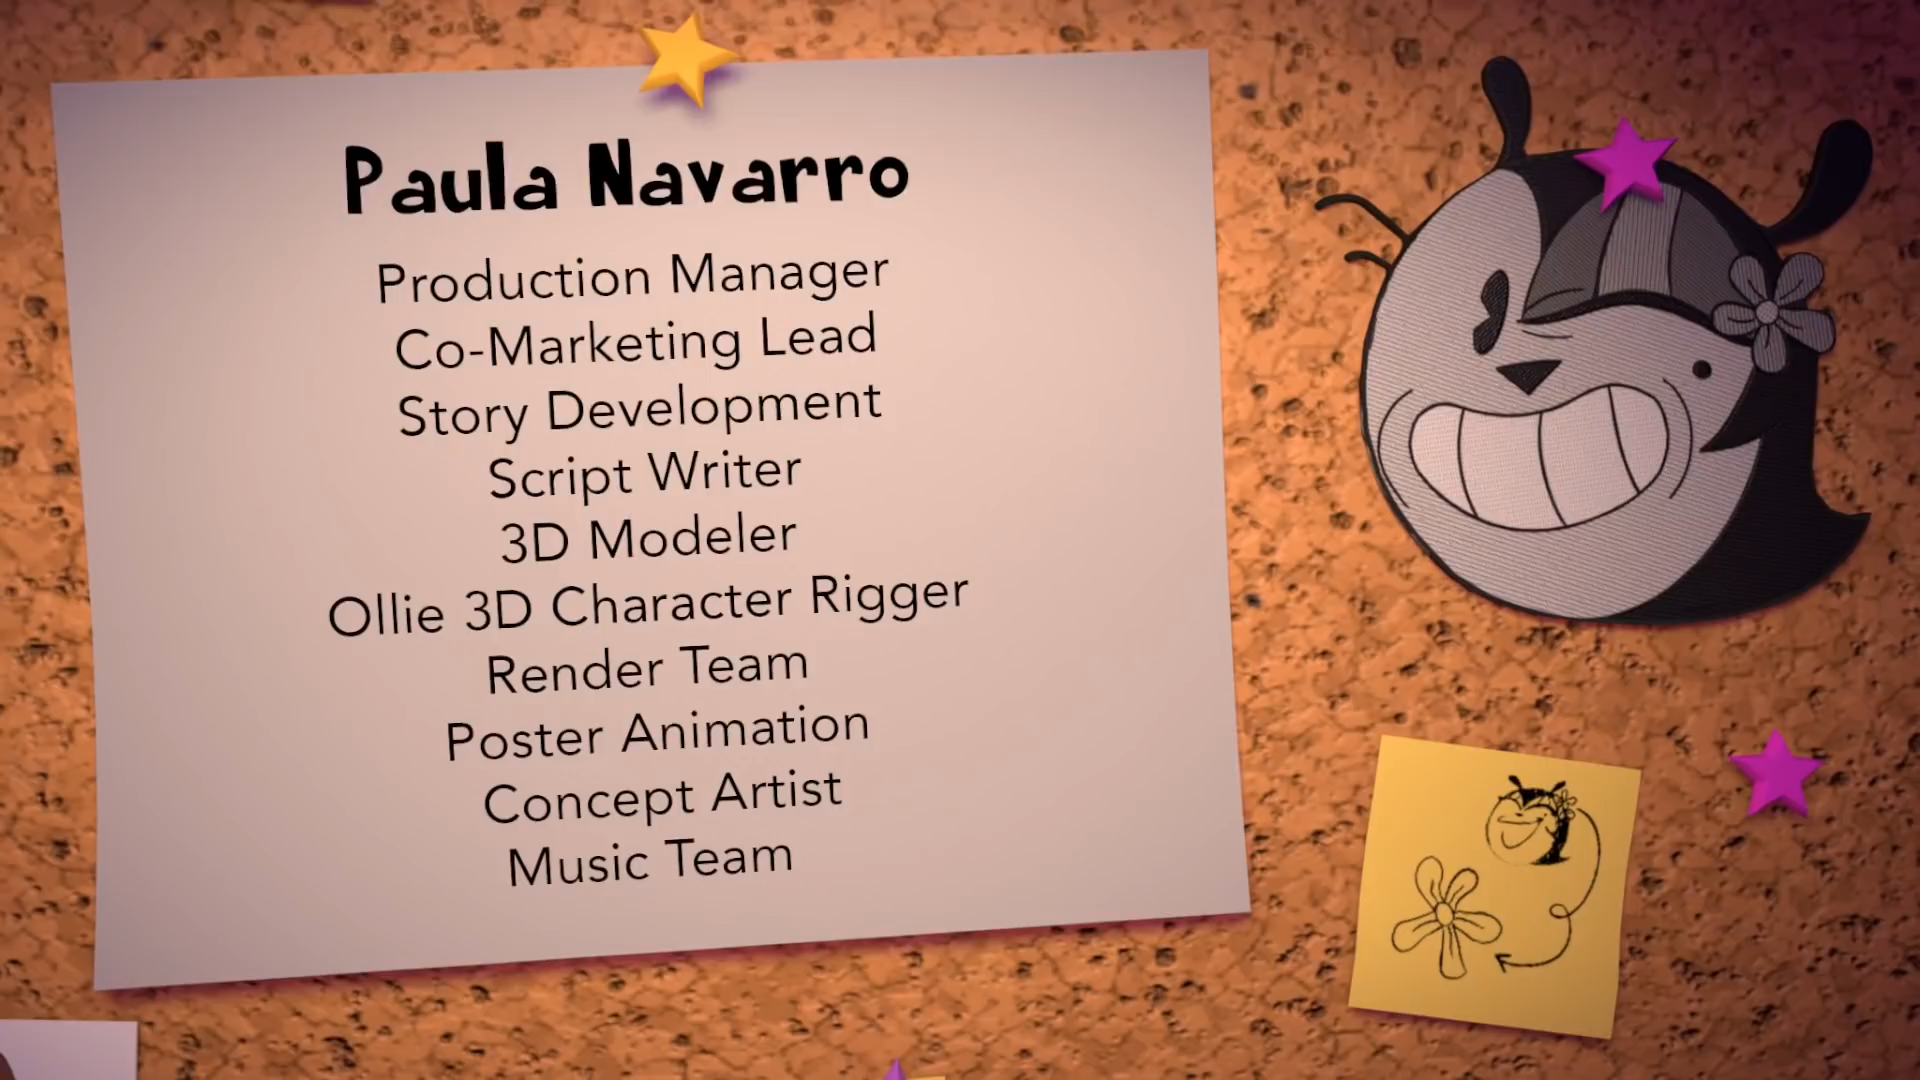 Paula Navarro
Production Manager
Co-Marketing Lead
Story Development
Script Writer
3D Modeler
Ollie 3D Character Rigger
Render Team
Poster Animation
Concept Artist
Music Team